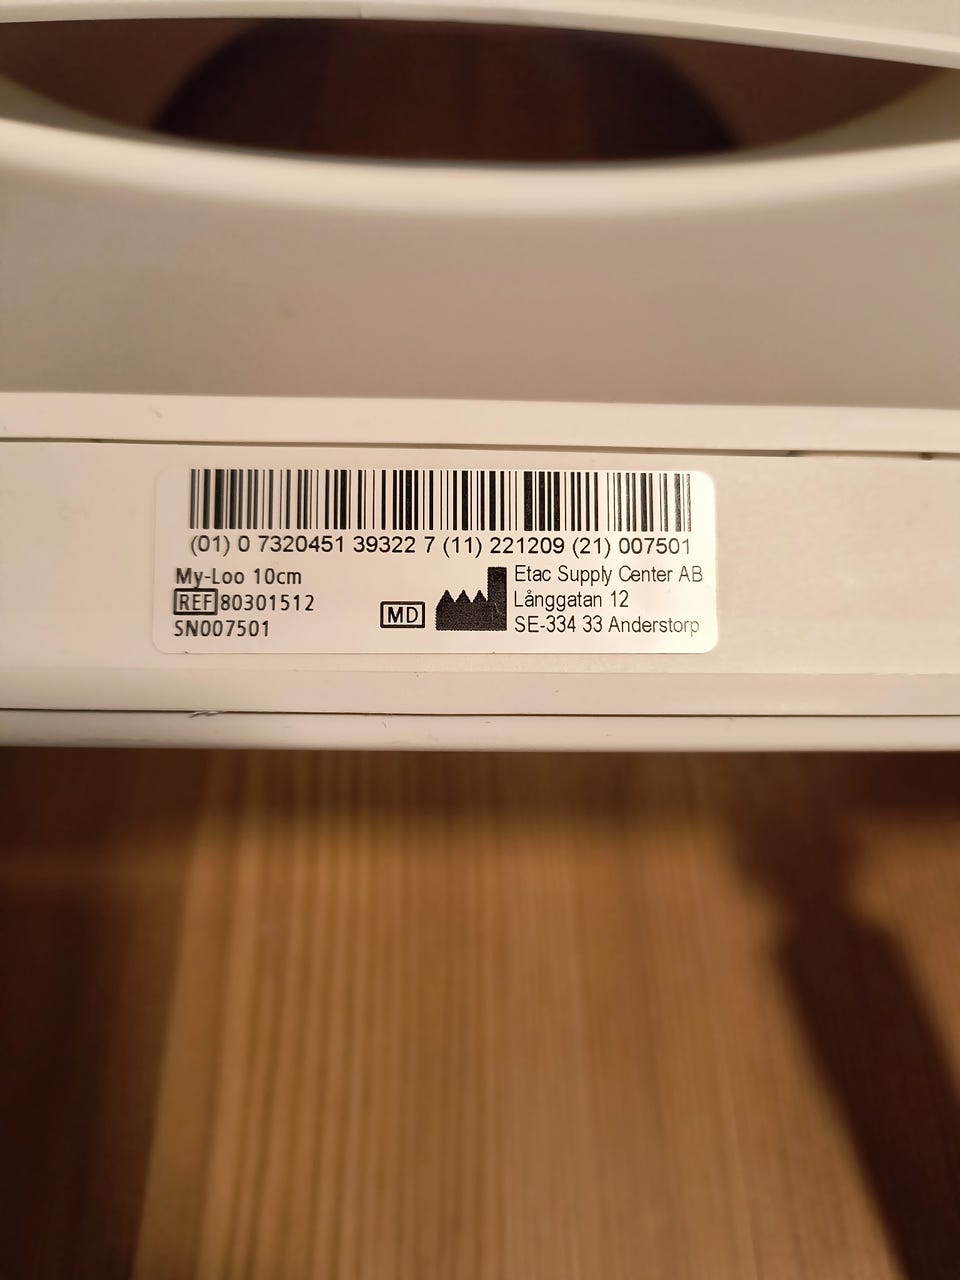 (01) 0 7320451 39322 7 (11) 221209 (21) 007501
My-Loo 10cm
REF 80301512
SN007501
MD
Etac Supply Center AB
Långgatan 12
SE-334 33 Anderstorp